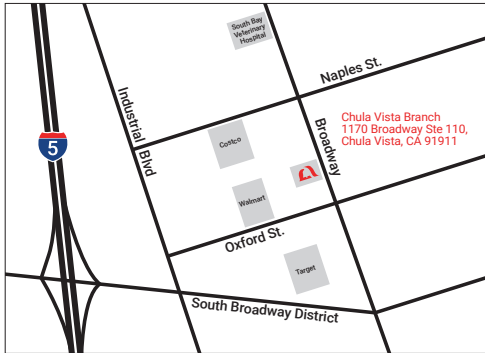 South Bay
Veterinary
Hospital
Naples St.
Industrial Blvd
Broadway
Chula Vista Branch
1170 Broadway Ste 110,
Chula Vista, CA 91911
5
Costco
Walmart
Oxford St.
Target
South Broadway District